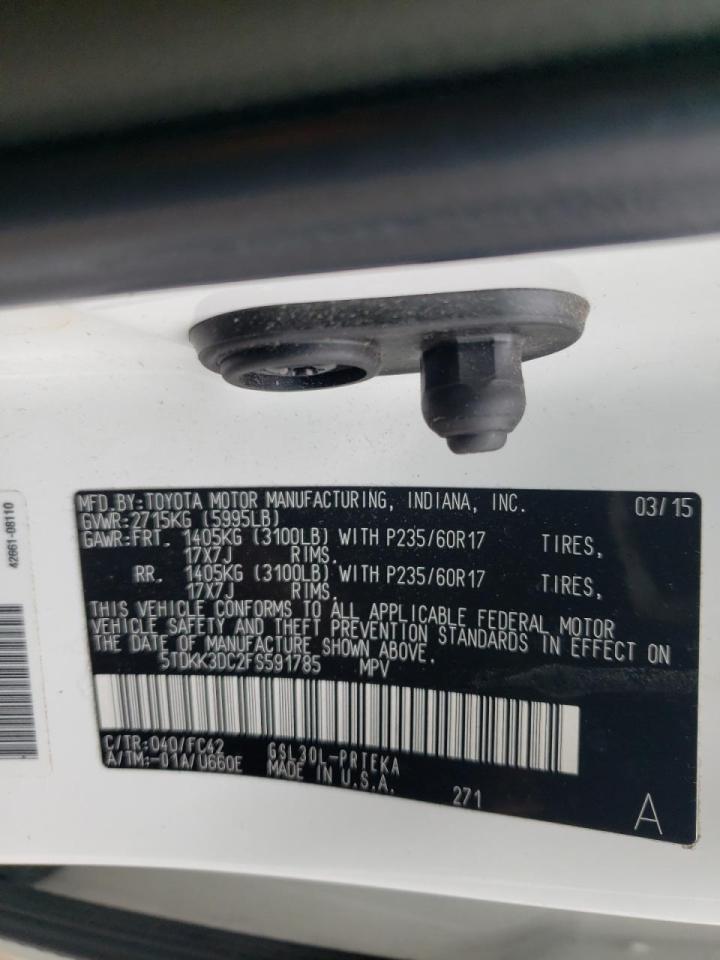 42661-08110
MFD.BY:TOYOTA MOTOR MANUFACTURING, INDIANA, INC. 03/15
GVWR:2715KG (5995LB)
GAWR:FRT. 1405KG (3100LB) WITH P235/60R17 TIRES,
17X7J RIMS.
RR. 1405KG (3100LB) WITH P235/60R17 TIRES,
17X7J RIMS.
THIS VEHICLE CONFORMS TO ALL APPLICABLE FEDERAL MOTOR
VEHICLE SAFETY AND THEFT PREVENTION STANDARDS IN EFFECT ON
THE DATE OF MANUFACTURE SHOWN ABOVE.
5TDKK3DC2FS591785 MPV
C/TR:040/FC42 GSL30L-PRTEKA
A/TM:-01A/U660E MADE IN U.S.A. 271
A